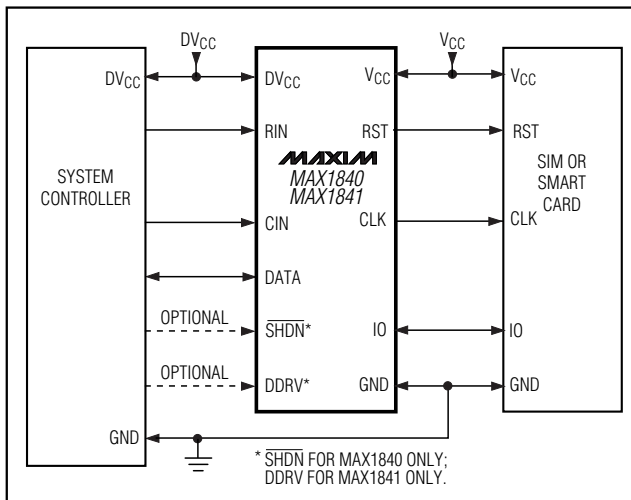 DVCC
VCC
DVCC
DVCC
VCC
VCC
RIN
RST
RST
MAXIM
MAX1840
MAX1841
SYSTEM
CONTROLLER
SIM OR
SMART
CARD
CIN
CLK
CLK
DATA
OPTIONAL
SHDN*
IO
IO
OPTIONAL
DDRV*
GND
GND
GND
* SHDN FOR MAX1840 ONLY;
DDRV FOR MAX1841 ONLY.